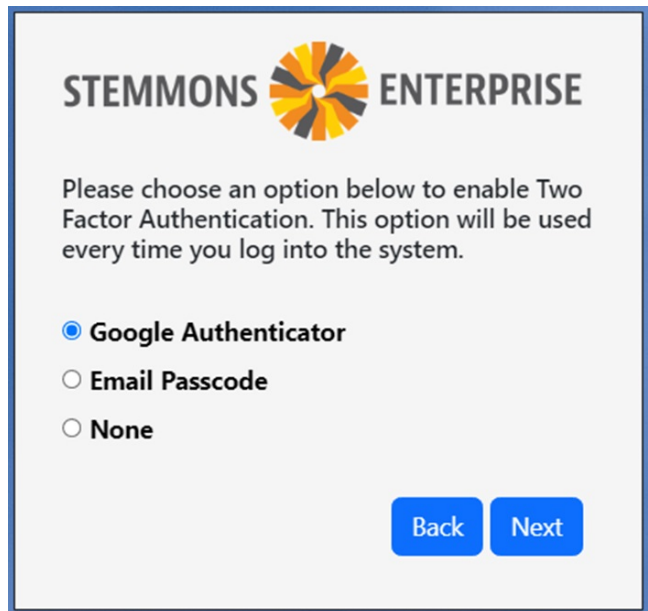 STEMMONS ENTERPRISE
Please choose an option below to enable Two
Factor Authentication. This option will be used
every time you log into the system.
Google Authenticator
Email Passcode
None
Back Next